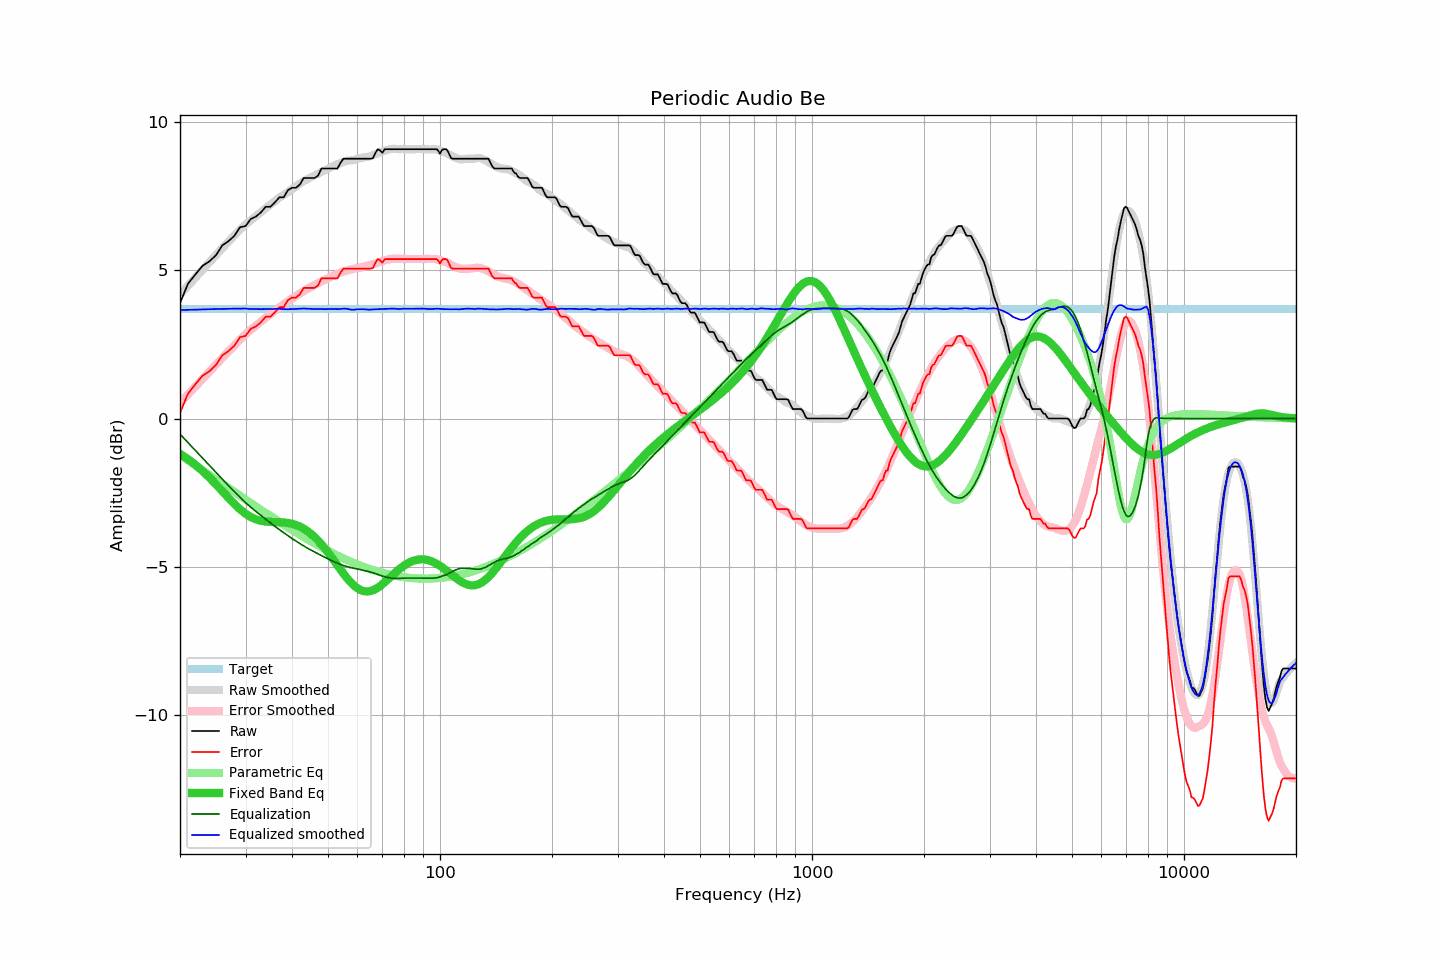 Periodic Audio Be
10
5
0
−5
−10
Amplitude (dBr)
Target
Raw Smoothed
Error Smoothed
Raw
Error
Parametric Eq
Fixed Band Eq
Equalization
Equalized smoothed
100
1000
10000
Frequency (Hz)